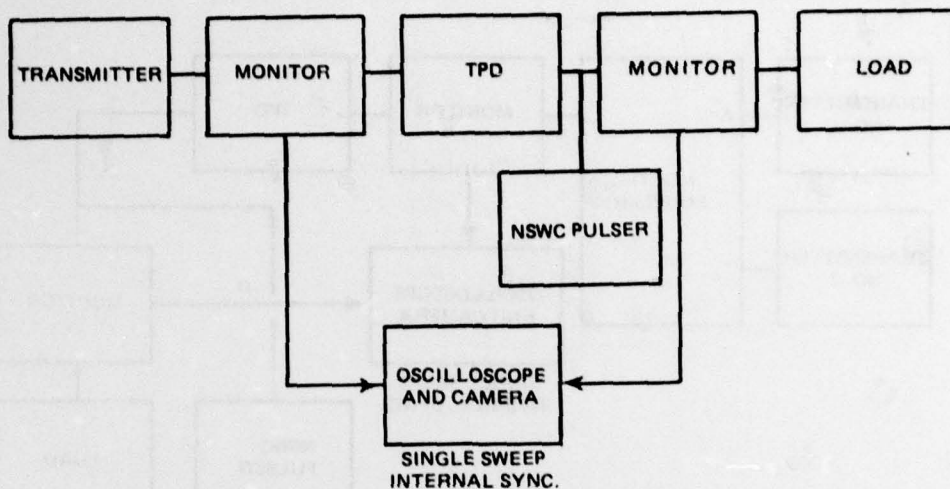 TRANSMITTER
MONITOR
TPD
MONITOR
LOAD
NSWC PULSER
OSCILLOSCOPE
AND CAMERA
SINGLE SWEEP
INTERNAL SYNC.